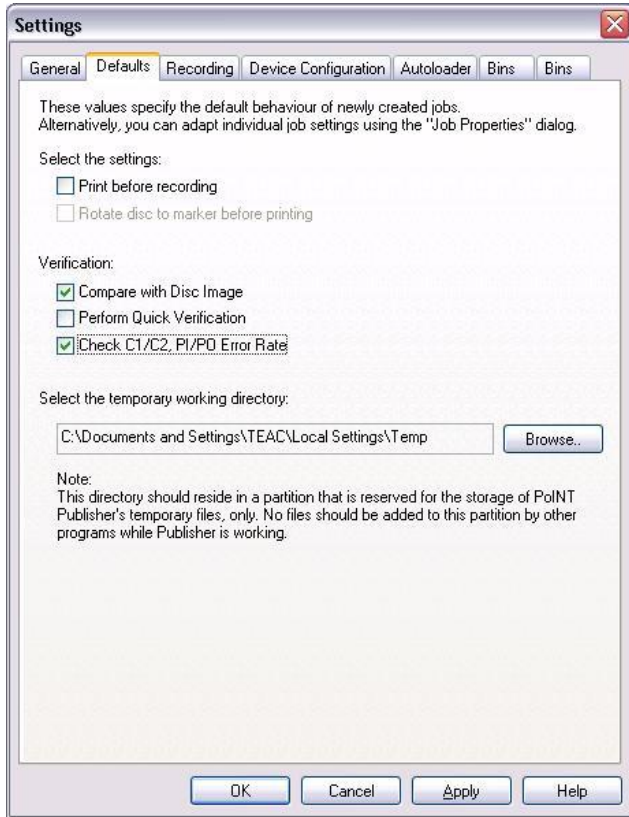 Settings
General Defaults Recording Device Configuration Autoloader Bins Bins
These values specify the default behaviour of newly created jobs.
Alternatively, you can adapt individual job settings using the "Job Properties" dialog.
Select the settings:
Print before recording
Rotate disc to marker before printing
Verification:
Compare with Disc Image
Perform Quick Verification
Check C1/C2, PI/PO Error Rate
Select the temporary working directory:
C:\Documents and Settings\TEAC\Local Settings\Temp
Browse..
Note:
This directory should reside in a partition that is reserved for the storage of PoINT
Publisher's temporary files, only. No files should be added to this partition by other
programs while Publisher is working.
OK Cancel Apply Help